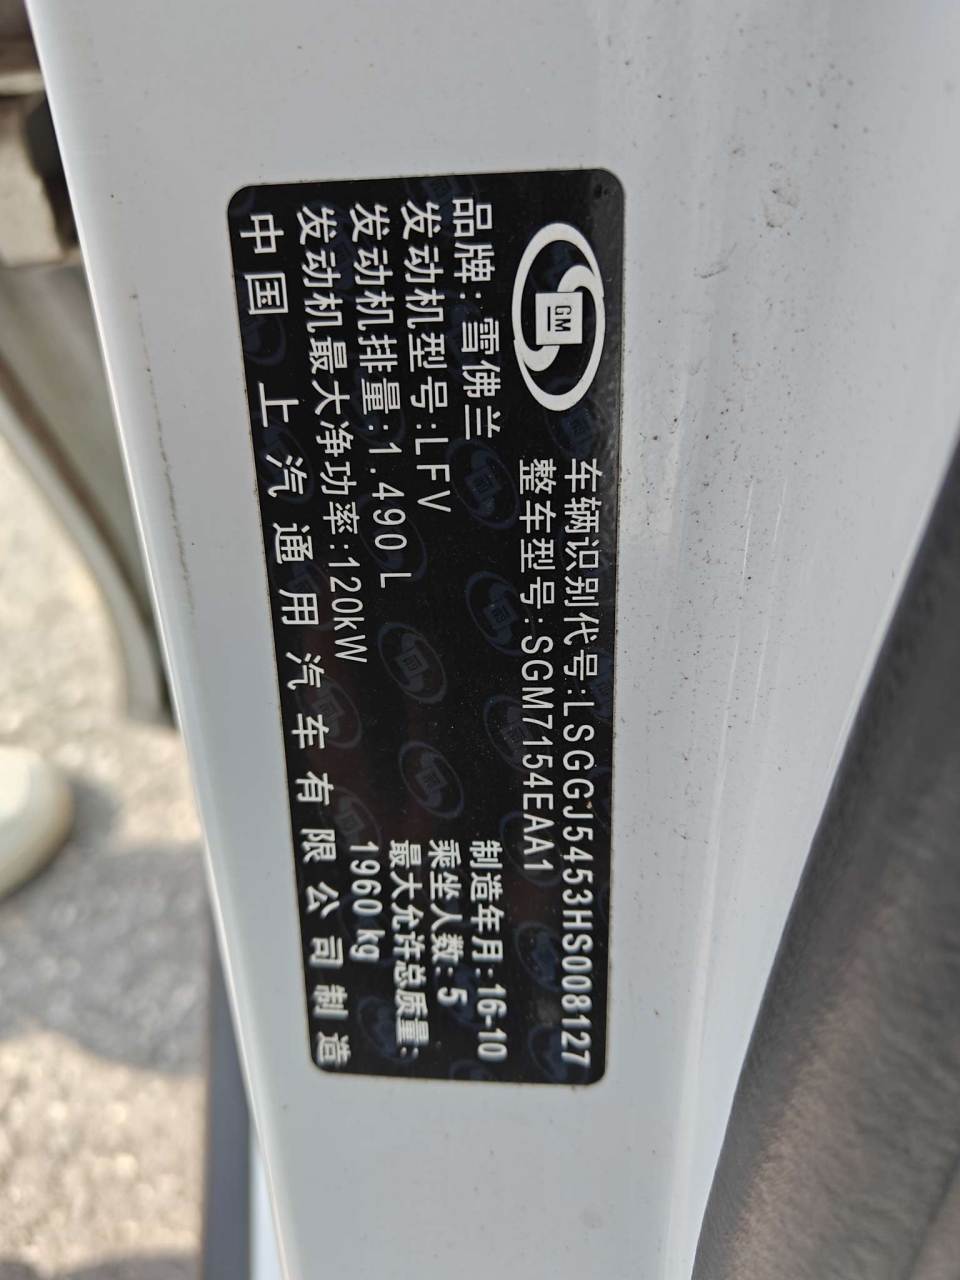 GM
车辆识别代号:LSGGJ5453HS008127
整车型号:SGM7154EAA1
品牌:雪佛兰
制造年月:16-10
发动机型号:LFV
乘坐人数:5
发动机排量:1.490L
最大允许总质量:
1960kg
发动机最大净功率:120kW
中国 上汽通用汽车有限公司制造